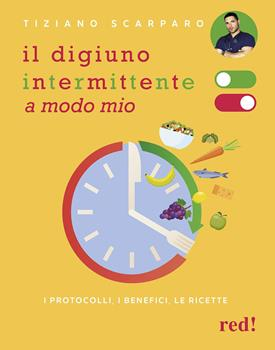 TIZIANO SCARPARO
il digiuno
intermittente
a modo mio
I PROTOCOLLI, I BENEFICI, LE RICETTE
red!